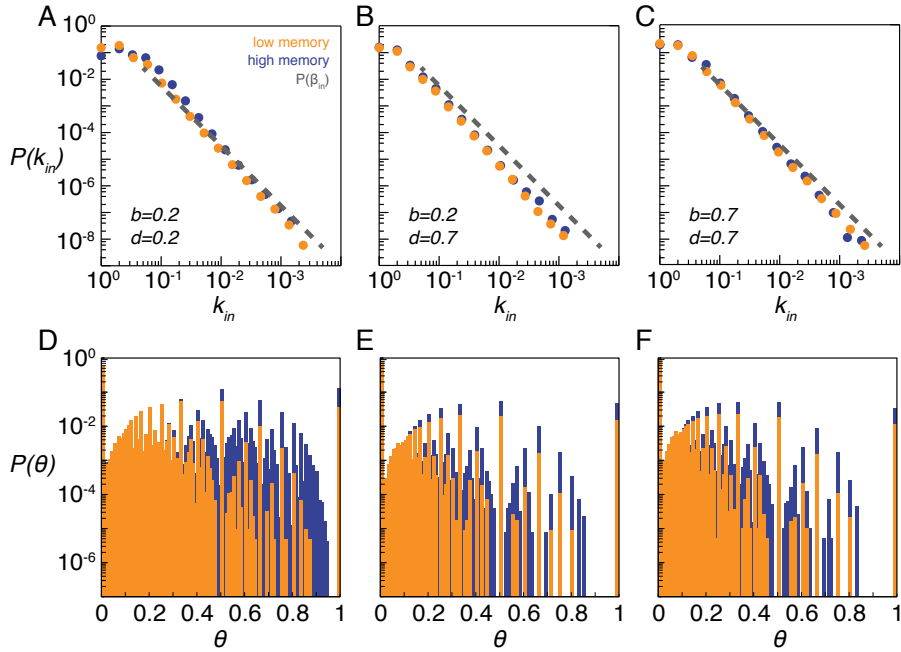 A
B
C
10^0
10^-2
10^-4
10^-6
10^-8
P(k_in)
low memory
high memory
P(β_in)
b=0.2
d=0.2
b=0.2
d=0.7
b=0.7
d=0.7
10^0 10^-1 10^-2 10^-3
10^0 10^-1 10^-2 10^-3
10^0 10^-1 10^-2 10^-3
k_in
k_in
k_in
D
E
F
10^0
10^-2
10^-4
10^-6
P(θ)
0 0.2 0.4 0.6 0.8 1
0 0.2 0.4 0.6 0.8 1
0 0.2 0.4 0.6 0.8 1
θ
θ
θ